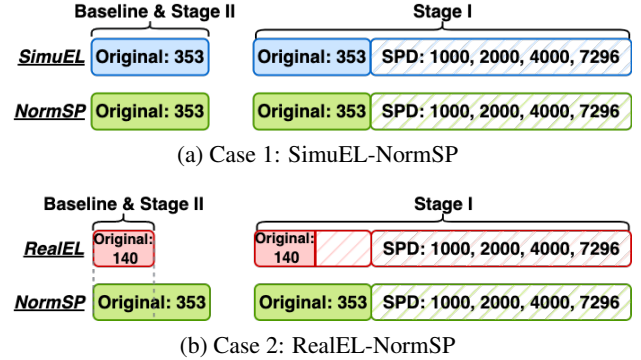 Baseline & Stage II Stage I
SimuEL Original: 353 Original: 353 SPD: 1000, 2000, 4000, 7296
NormSP Original: 353 Original: 353 SPD: 1000, 2000, 4000, 7296
(a) Case 1: SimuEL-NormSP
Baseline & Stage II Stage I
RealEL Original: 140 Original: 140 SPD: 1000, 2000, 4000, 7296
NormSP Original: 353 Original: 353 SPD: 1000, 2000, 4000, 7296
(b) Case 2: RealEL-NormSP